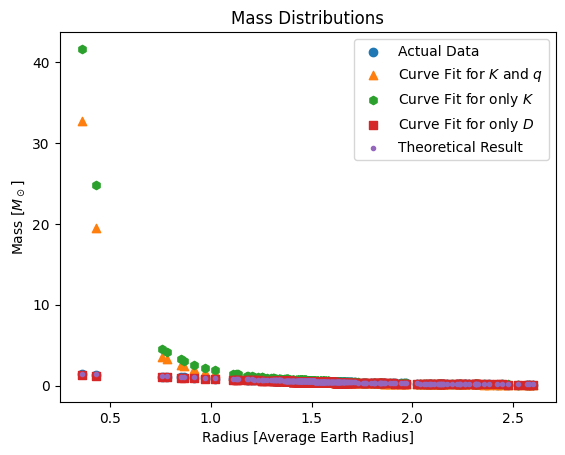 Mass Distributions
Actual Data
Curve Fit for K and q
Curve Fit for only K
Curve Fit for only D
Theoretical Result
Mass [M⊙]
40
30
20
10
0
0.5
1.0
1.5
2.0
2.5
Radius [Average Earth Radius]